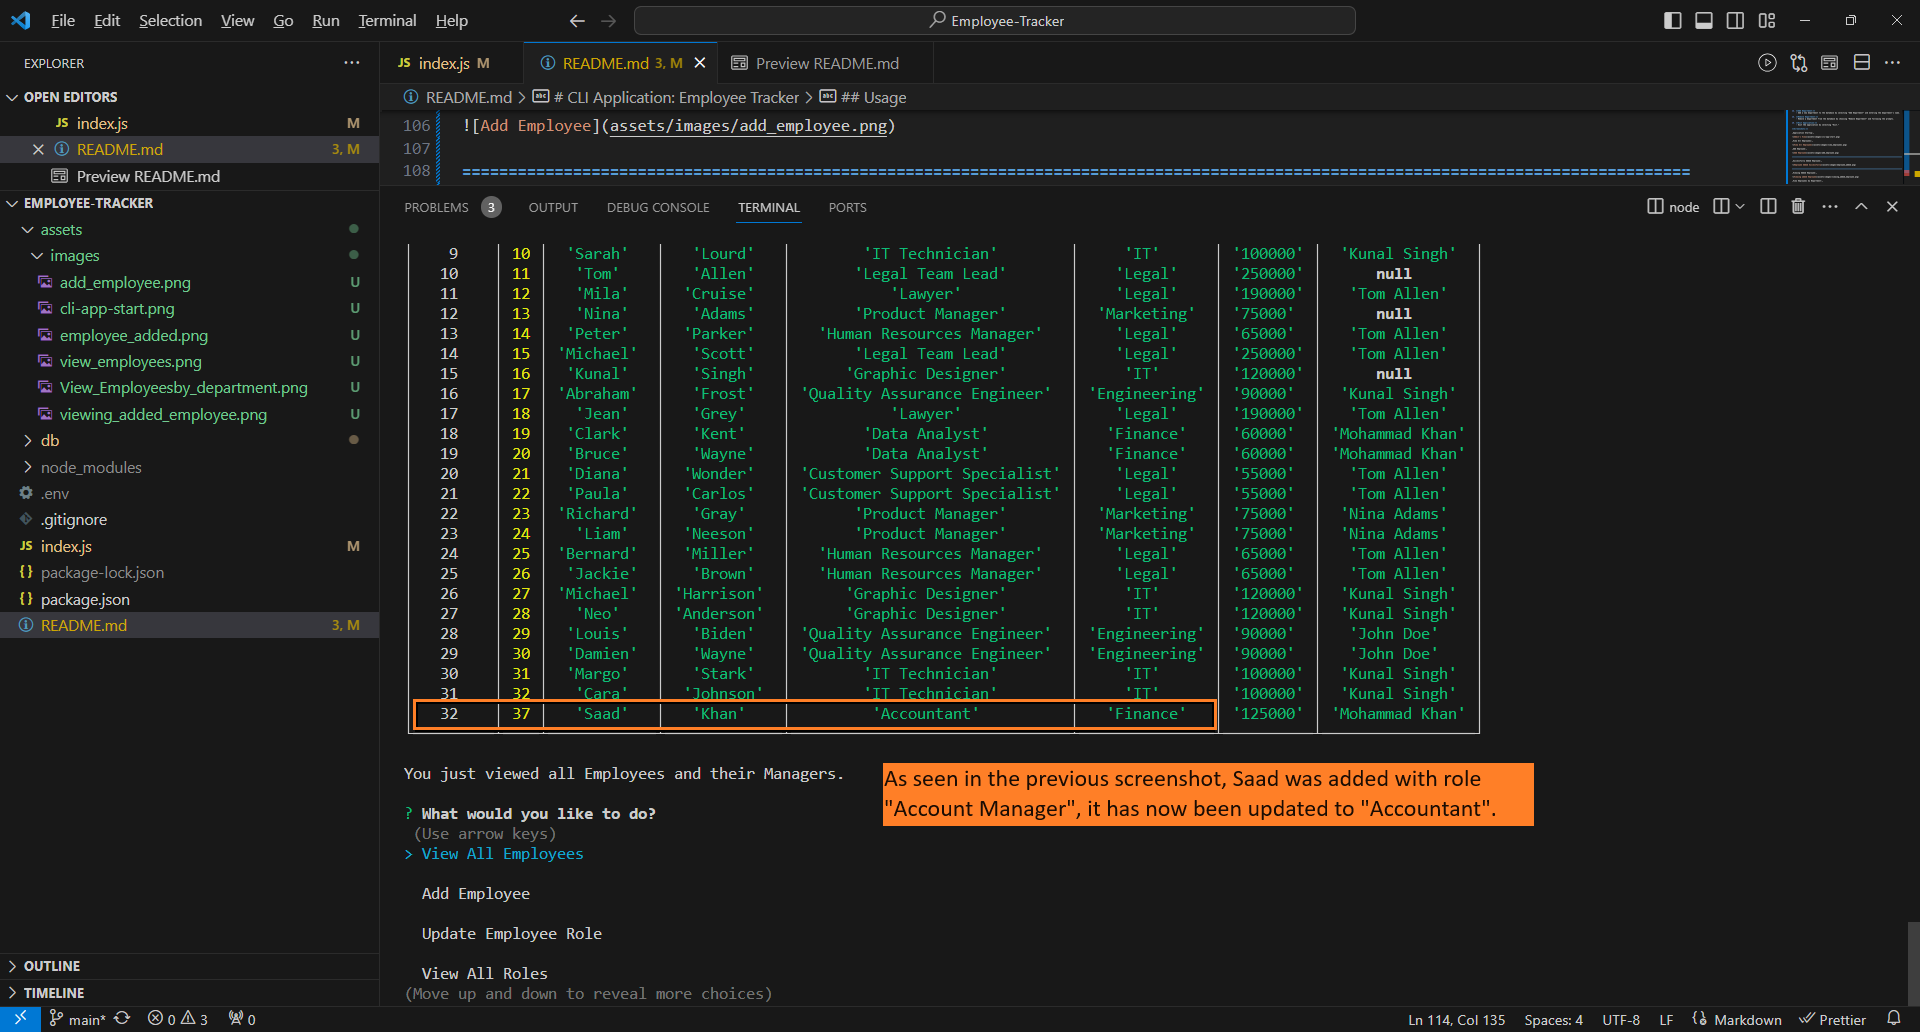 File Edit Selection View Go Run Terminal Help
Employee-Tracker
EXPLORER
JS index.js M
README.md 3, M
Preview README.md
OPEN EDITORS
JS index.js M
README.md 3, M
Preview README.md
EMPLOYEE-TRACKER
assets
images
add_employee.png U
cli-app-start.png U
employee_added.png U
view_employees.png U
View_Employeesby_department.png U
viewing_added_employee.png U
db
node_modules
.env
.gitignore
JS index.js M
{} package-lock.json
{} package.json
README.md 3, M
OUTLINE
TIMELINE
README.md > # CLI Application: Employee Tracker > ## Usage
106 ![Add Employee](assets/images/add_employee.png)
107
108
PROBLEMS 3 OUTPUT DEBUG CONSOLE TERMINAL PORTS
node
9 10 'Sarah' 'Lourd' 'IT Technician' 'IT' '100000' 'Kunal Singh'
10 11 'Tom' 'Allen' 'Legal Team Lead' 'Legal' '250000' null
11 12 'Mila' 'Cruise' 'Lawyer' 'Legal' '190000' 'Tom Allen'
12 13 'Nina' 'Adams' 'Product Manager' 'Marketing' '75000' null
13 14 'Peter' 'Parker' 'Human Resources Manager' 'Legal' '65000' 'Tom Allen'
14 15 'Michael' 'Scott' 'Legal Team Lead' 'Legal' '250000' 'Tom Allen'
15 16 'Kunal' 'Singh' 'Graphic Designer' 'IT' '120000' null
16 17 'Abraham' 'Frost' 'Quality Assurance Engineer' 'Engineering' '90000' 'Kunal Singh'
17 18 'Jean' 'Grey' 'Lawyer' 'Legal' '190000' 'Tom Allen'
18 19 'Clark' 'Kent' 'Data Analyst' 'Finance' '60000' 'Mohammad Khan'
19 20 'Bruce' 'Wayne' 'Data Analyst' 'Finance' '60000' 'Mohammad Khan'
20 21 'Diana' 'Wonder' 'Customer Support Specialist' 'Legal' '55000' 'Tom Allen'
21 22 'Paula' 'Carlos' 'Customer Support Specialist' 'Legal' '55000' 'Tom Allen'
22 23 'Richard' 'Gray' 'Product Manager' 'Marketing' '75000' 'Nina Adams'
23 24 'Liam' 'Neeson' 'Product Manager' 'Marketing' '75000' 'Nina Adams'
24 25 'Bernard' 'Miller' 'Human Resources Manager' 'Legal' '65000' 'Tom Allen'
25 26 'Jackie' 'Brown' 'Human Resources Manager' 'Legal' '65000' 'Tom Allen'
26 27 'Michael' 'Harrison' 'Graphic Designer' 'IT' '120000' 'Kunal Singh'
27 28 'Neo' 'Anderson' 'Graphic Designer' 'IT' '120000' 'Kunal Singh'
28 29 'Louis' 'Biden' 'Quality Assurance Engineer' 'Engineering' '90000' 'John Doe'
29 30 'Damien' 'Wayne' 'Quality Assurance Engineer' 'Engineering' '90000' 'John Doe'
30 31 'Margo' 'Stark' 'IT Technician' 'IT' '100000' 'Kunal Singh'
31 32 'Cara' 'Johnson' 'IT Technician' 'IT' '100000' 'Kunal Singh'
32 37 'Saad' 'Khan' 'Accountant' 'Finance' '125000' 'Mohammad Khan'
You just viewed all Employees and their Managers.
As seen in the previous screenshot, Saad was added with role
"Account Manager", it has now been updated to "Accountant".
? What would you like to do?
(Use arrow keys)
> View All Employees
Add Employee
Update Employee Role
View All Roles
(Move up and down to reveal more choices)
main* 0 3 0
Ln 114, Col 135 Spaces: 4 UTF-8 LF Markdown Prettier